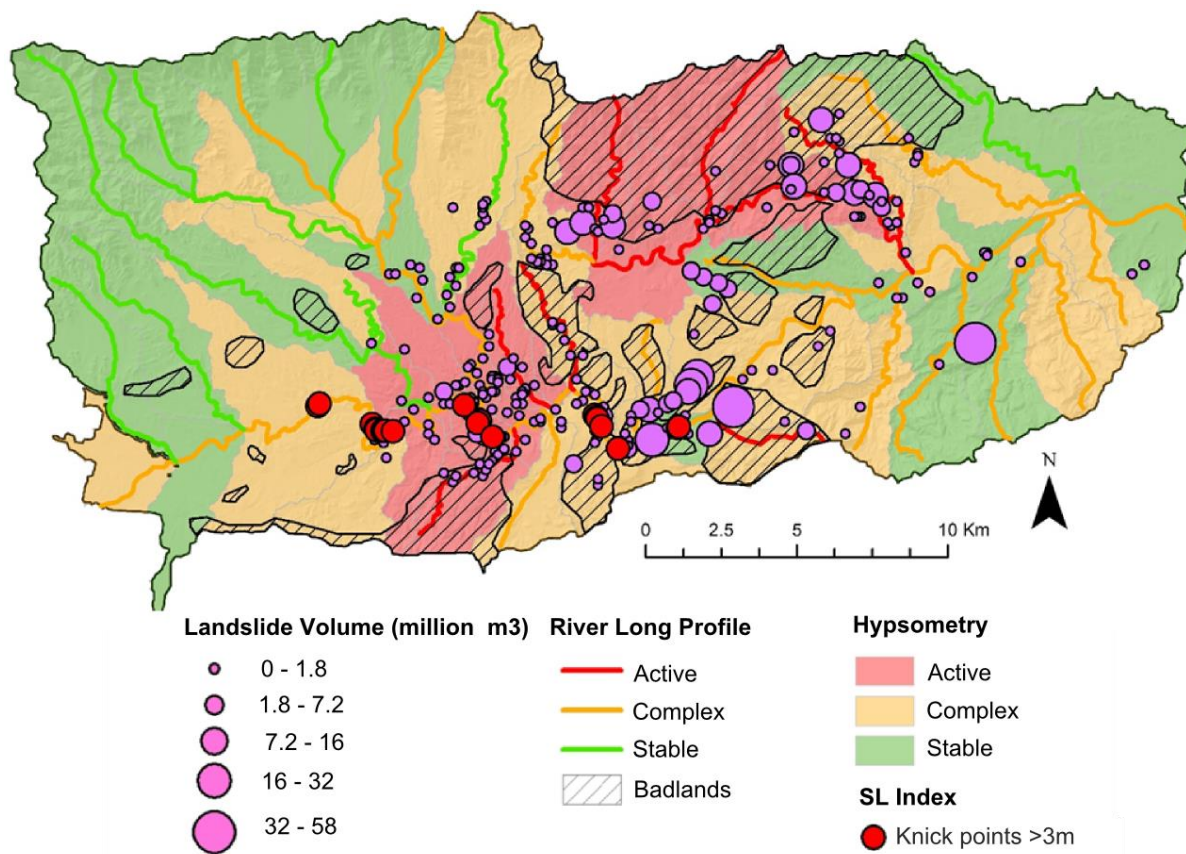 N
0 2.5 5 10 Km
Landslide Volume (million m3)
0 - 1.8
1.8 - 7.2
7.2 - 16
16 - 32
32 - 58
River Long Profile
Active
Complex
Stable
Badlands
Hypsometry
Active
Complex
Stable
SL Index
Knick points >3m